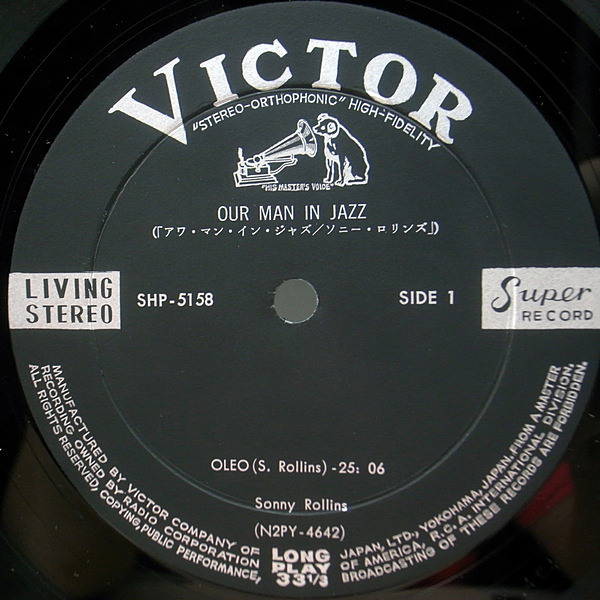 VICTOR
"STEREO-ORTHOPHONIC" HIGH-FIDELITY
"HIS MASTER'S VOICE"
OUR MAN IN JAZZ
(『アワ・マン・イン・ジャズ／ソニー・ロリンズ』)
LIVING
STEREO
SHP-5158
SIDE 1
Super
RECORD
OLEO (S. Rollins) -25: 06
Sonny Rollins
(N2PY-4642)
LONG
PLAY
33 1/3
MANUFACTURED BY VICTOR COMPANY OF JAPAN, LTD., YOKOHAMA, JAPAN, FROM A MASTER
RECORDING OWNED BY RADIO CORPORATION OF AMERICA, R.C.A. INTERNATIONAL DIVISION,
ALL RIGHTS RESERVED, COPYING, PUBLIC PERFORMANCE, BROADCASTING OF THESE RECORDS ARE FORBIDDEN.